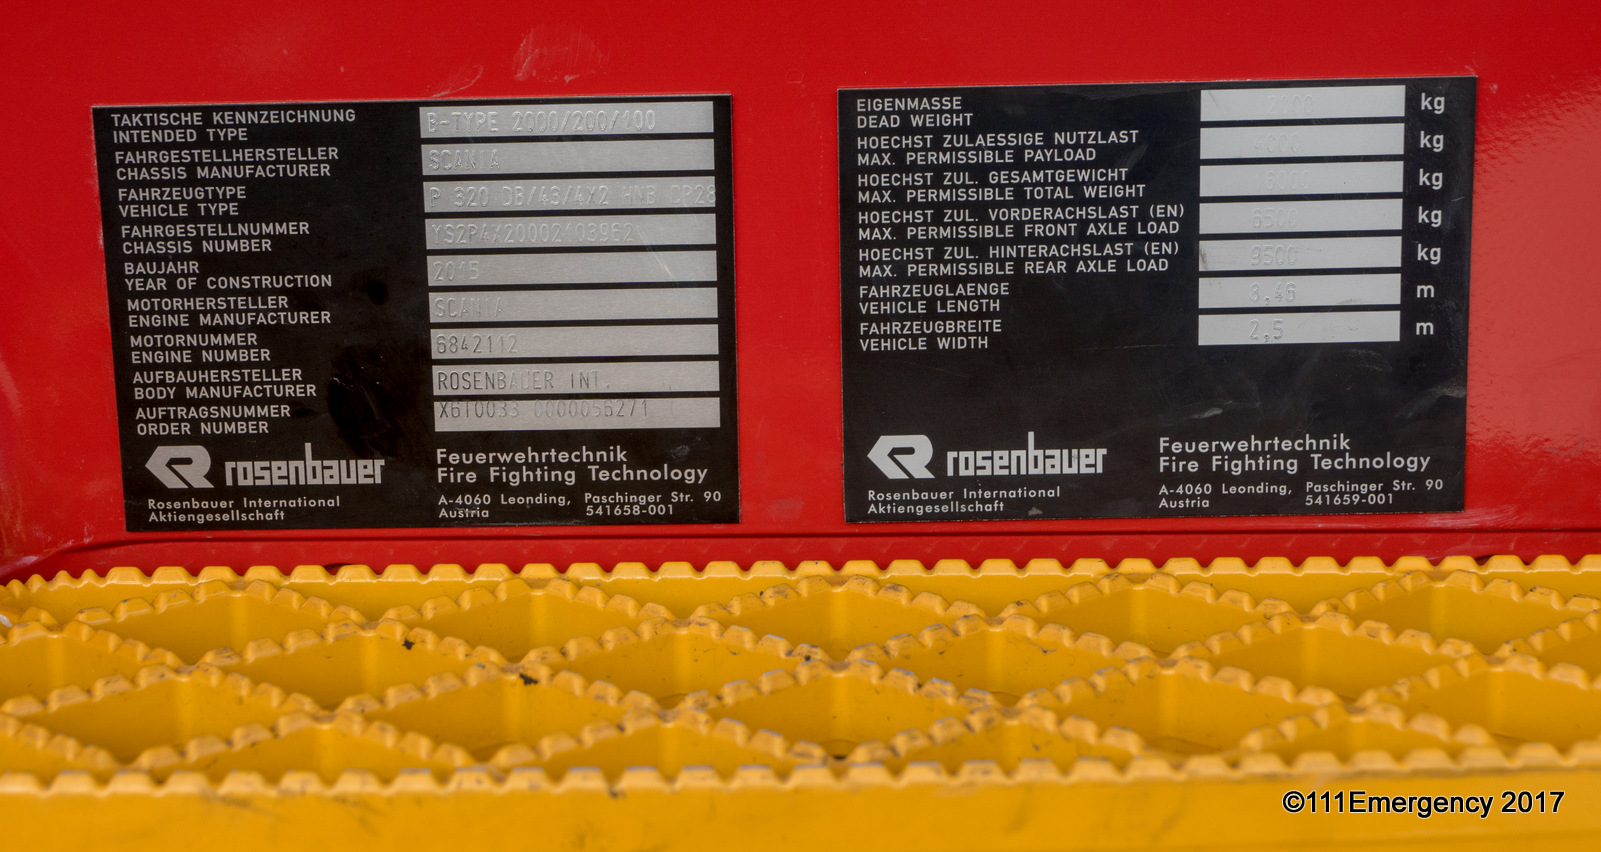 TAKTISCHE KENNZEICHNUNG B-TYPE 2000/200/100
INTENDED TYPE
FAHRGESTELLHERSTELLER SCANIA
CHASSIS MANUFACTURER
FAHRZEUGTYPE P 320 DB/43/4X2 HNB CP28
VEHICLE TYPE
FAHRGESTELLNUMMER
CHASSIS NUMBER
BAUJAHR 2015
YEAR OF CONSTRUCTION
MOTORHERSTELLER SCANIA
ENGINE MANUFACTURER
MOTORNUMMER 6842112
ENGINE NUMBER
AUFBAUHERSTELLER ROSENBAUER INT.
BODY MANUFACTURER
AUFTRAGSNUMMER
ORDER NUMBER
rosenbauer
Rosenbauer International
Aktiengesellschaft
Feuerwehrtechnik
Fire Fighting Technology
A-4060 Leonding, Paschinger Str. 90
Austria 541658-001
EIGENMASSE kg
DEAD WEIGHT
HOECHST ZULAESSIGE NUTZLAST kg
MAX. PERMISSIBLE PAYLOAD
HOECHST ZUL. GESAMTGEWICHT kg
MAX. PERMISSIBLE TOTAL WEIGHT
HOECHST ZUL. VORDERACHSLAST (EN) 6500 kg
MAX. PERMISSIBLE FRONT AXLE LOAD
HOECHST ZUL. HINTERACHSLAST (EN) 9500 kg
MAX. PERMISSIBLE REAR AXLE LOAD
FAHRZEUGLAENGE m
VEHICLE LENGTH
FAHRZEUGBREITE 2,5 m
VEHICLE WIDTH
rosenbauer
Rosenbauer International
Aktiengesellschaft
Feuerwehrtechnik
Fire Fighting Technology
A-4060 Leonding, Paschinger Str. 90
Austria 541659-001
©111Emergency 2017